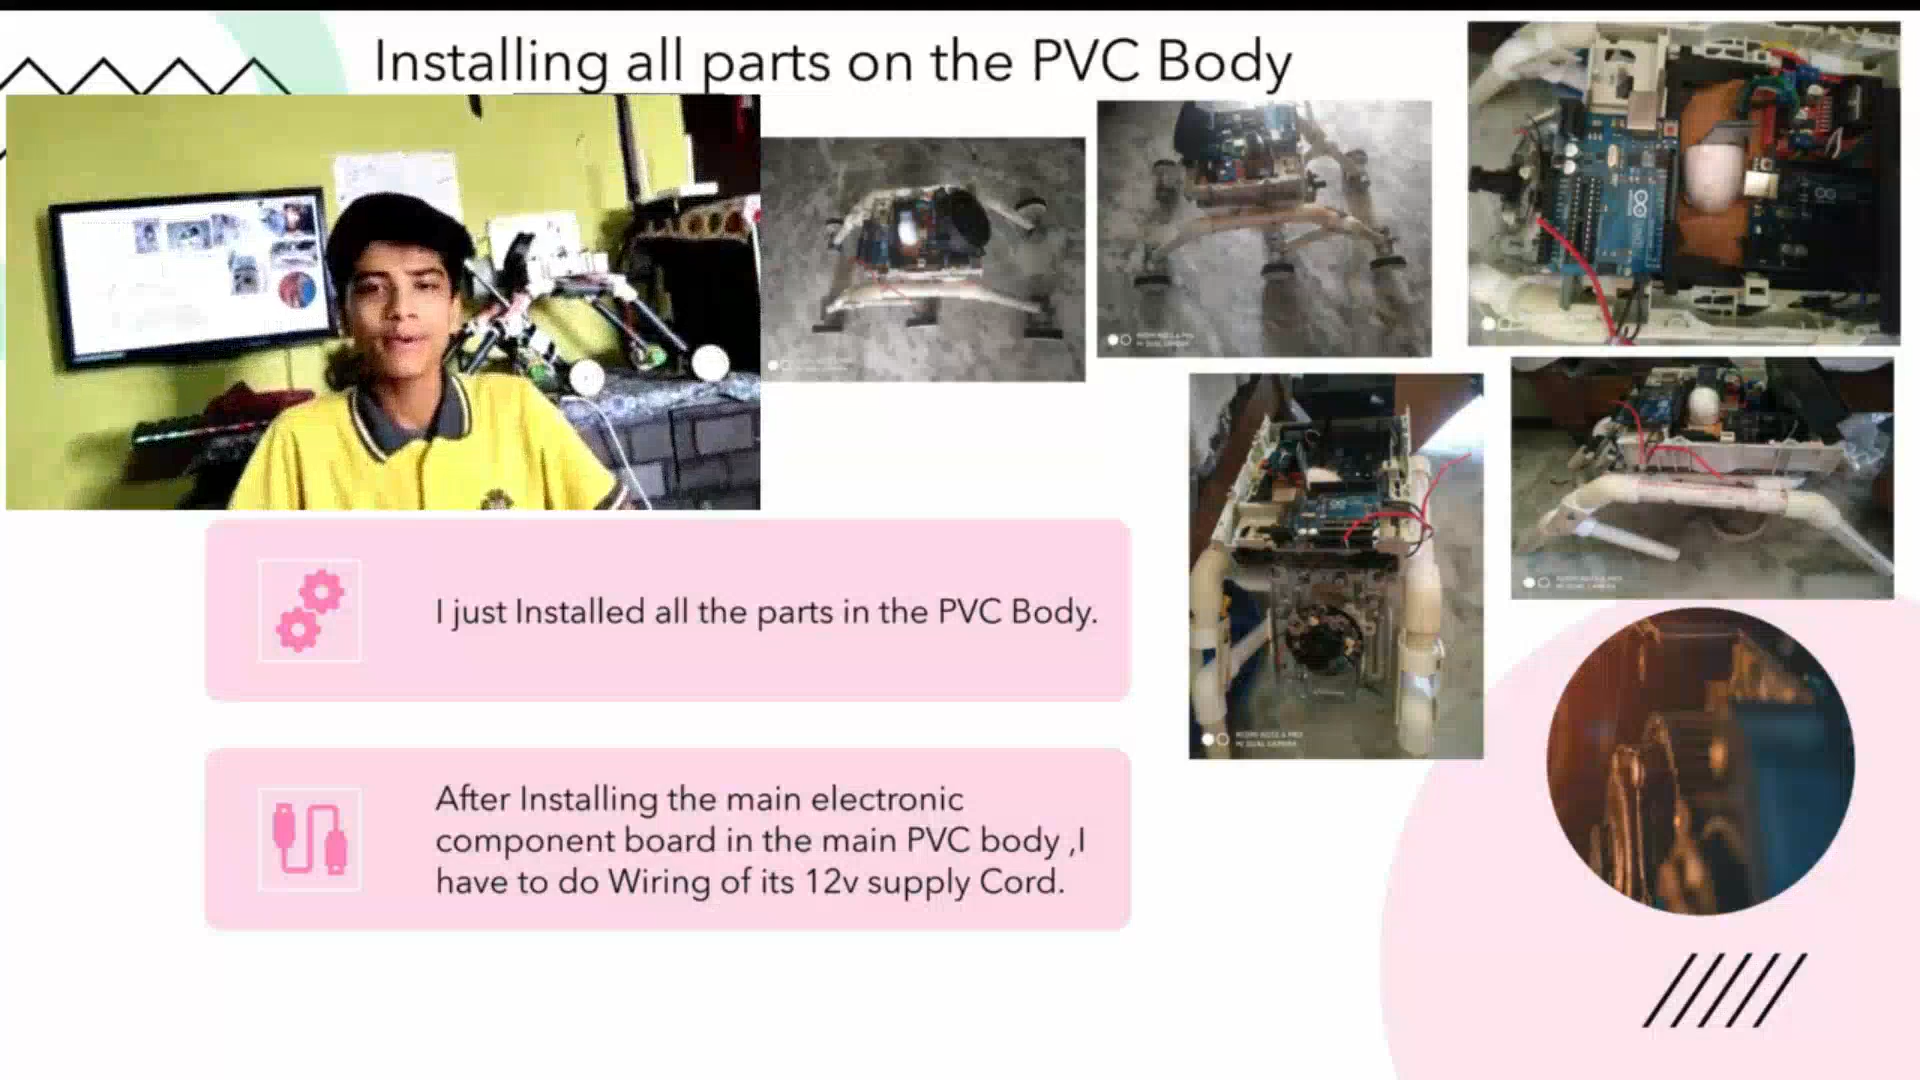 Installing all parts on the PVC Body
I just Installed all the parts in the PVC Body.
After Installing the main electronic
component board in the main PVC body ,I
have to do Wiring of its 12v supply Cord.